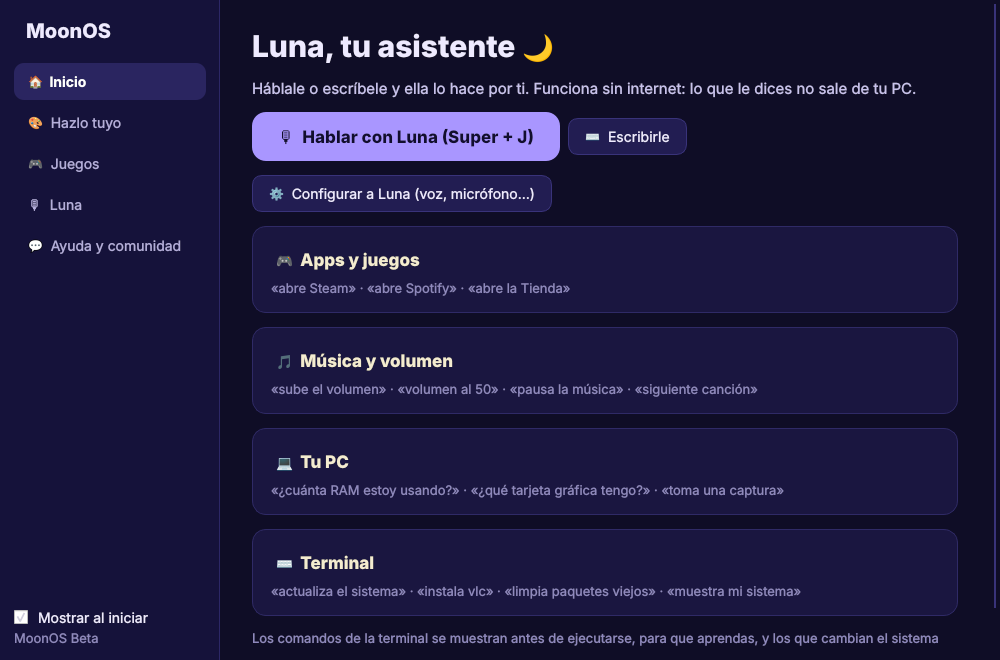 MoonOS
Inicio
Hazlo tuyo
Juegos
Luna
Ayuda y comunidad
Mostrar al iniciar
MoonOS Beta
Luna, tu asistente
Háblale o escríbele y ella lo hace por ti. Funciona sin internet: lo que le dices no sale de tu PC.
Hablar con Luna (Super + J)
Escribirle
Configurar a Luna (voz, micrófono...)
Apps y juegos
«abre Steam» · «abre Spotify» · «abre la Tienda»
Música y volumen
«sube el volumen» · «volumen al 50» · «pausa la música» · «siguiente canción»
Tu PC
«¿cuánta RAM estoy usando?» · «¿qué tarjeta gráfica tengo?» · «toma una captura»
Terminal
«actualiza el sistema» · «instala vlc» · «limpia paquetes viejos» · «muestra mi sistema»
Los comandos de la terminal se muestran antes de ejecutarse, para que aprendas, y los que cambian el sistema